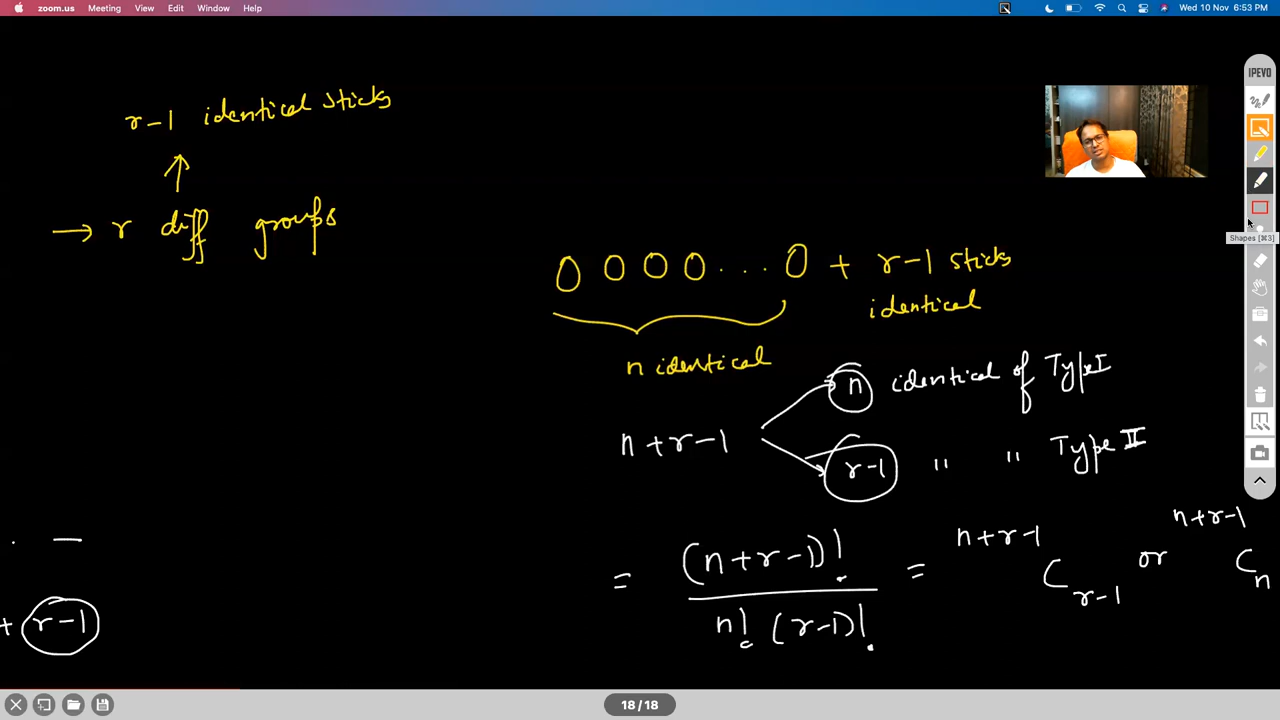 zoom.us Meeting View Edit Window Help Wed 10 Nov 6:53 PM
IPEVO
r-1 identical sticks
↑
→ r diff groups
Shapes [⌘3]
0 0 0 0 ... 0 + r-1 sticks
identical
n identical
n identical of Type I
n+r-1
r-1 " " Type II
= (n+r-1)! / n! (r-1)! = n+r-1 C r-1 or n+r-1 C n
+ r-1
18 / 18